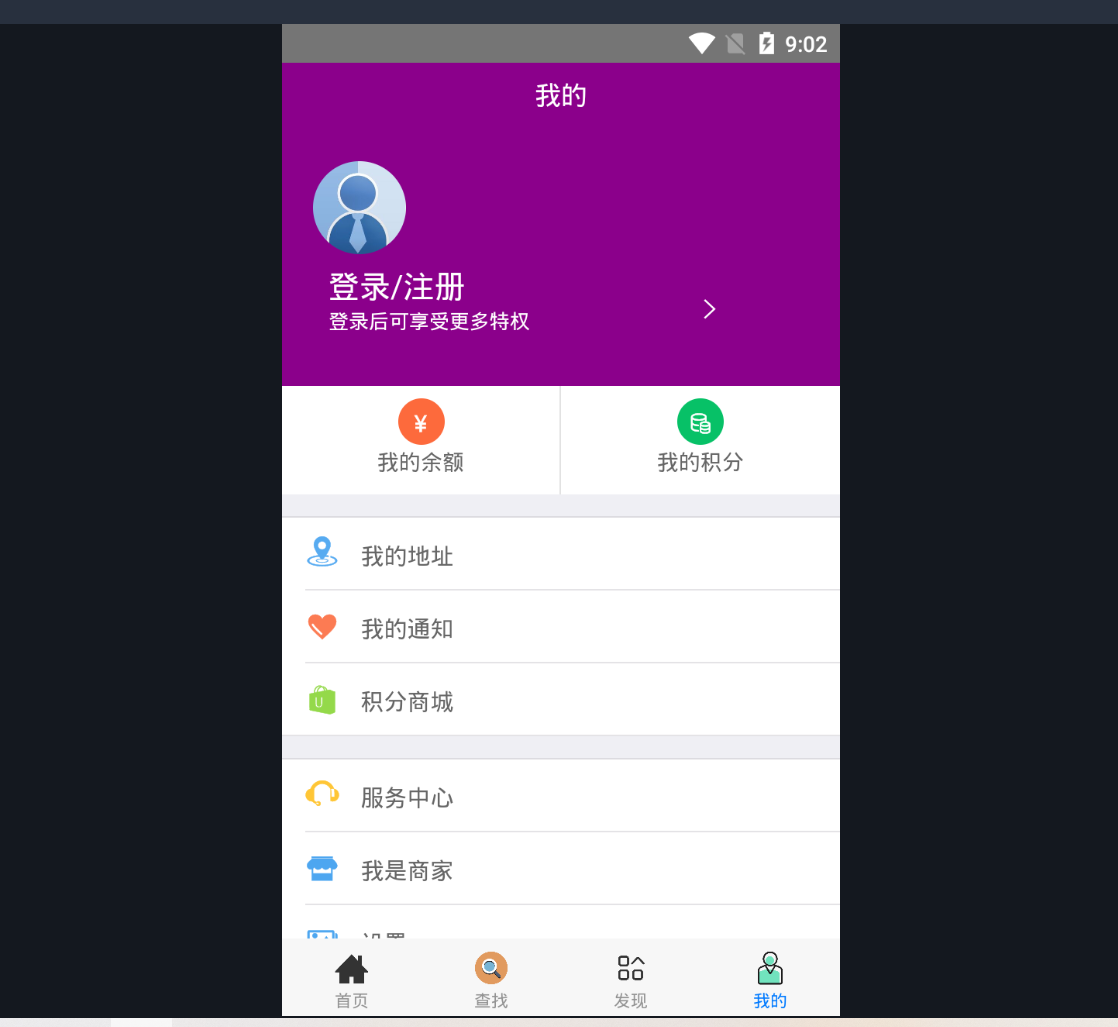 9:02
我的
登录/注册
登录后可享受更多特权
¥
我的余额
我的积分
我的地址
我的通知
U
积分商城
服务中心
我是商家
设置
首页
查找
发现
我的